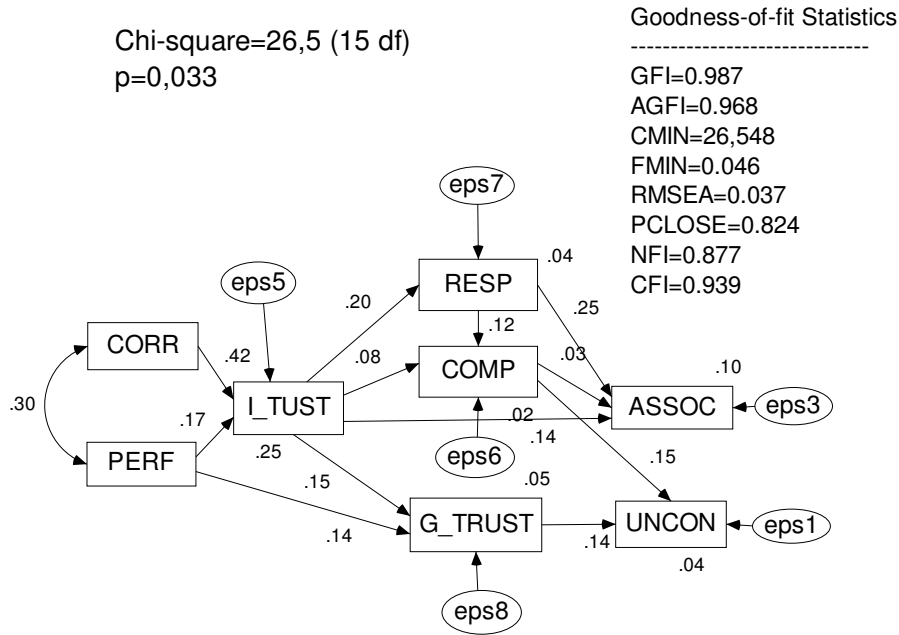 Chi-square=26,5 (15 df)
p=0,033
Goodness-of-fit Statistics
------------------------------
GFI=0.987
AGFI=0.968
CMIN=26,548
FMIN=0.046
RMSEA=0.037
PCLOSE=0.824
NFI=0.877
CFI=0.939
eps7
.04
RESP
eps5
.20
.25
.12
CORR
.42
.08
COMP
.03
.10
.30
I_TUST
ASSOC
eps3
.17
.02
.14
PERF
.25
eps6
.15
.15
.05
G_TRUST
UNCON
eps1
.14
.14
.04
eps8